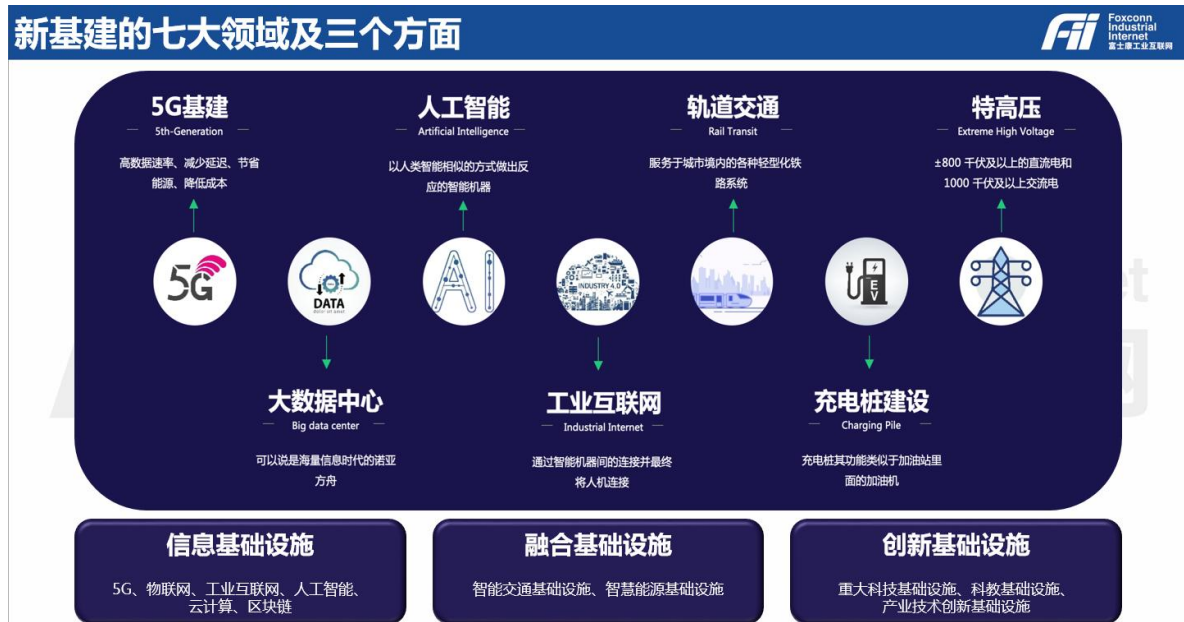 新基建的七大领域及三个方面
Foxconn
Industrial
Internet
富士康工业互联网
5G基建
5th-Generation
高数据速率、减少延迟、节省
能源、降低成本
人工智能
Artificial Intelligence
以人类智能相似的方式做出反
应的智能机器
轨道交通
Rail Transit
服务于城市境内的各种轻型化铁
路系统
特高压
Extreme High Voltage
±800 千伏及以上的直流电和
1000 千伏及以上交流电
5G
DATA
dolor sit amet
AI
INDUSTRY 4.0
EV
大数据中心
Big data center
可以说是海量信息时代的诺亚
方舟
工业互联网
Industrial Internet
通过智能机器间的连接并最终
将人机连接
充电桩建设
Charging Pile
充电桩其功能类似于加油站里
面的加油机
信息基础设施
5G、物联网、工业互联网、人工智能、
云计算、区块链
融合基础设施
智能交通基础设施、智慧能源基础设施
创新基础设施
重大科技基础设施、科教基础设施、
产业技术创新基础设施